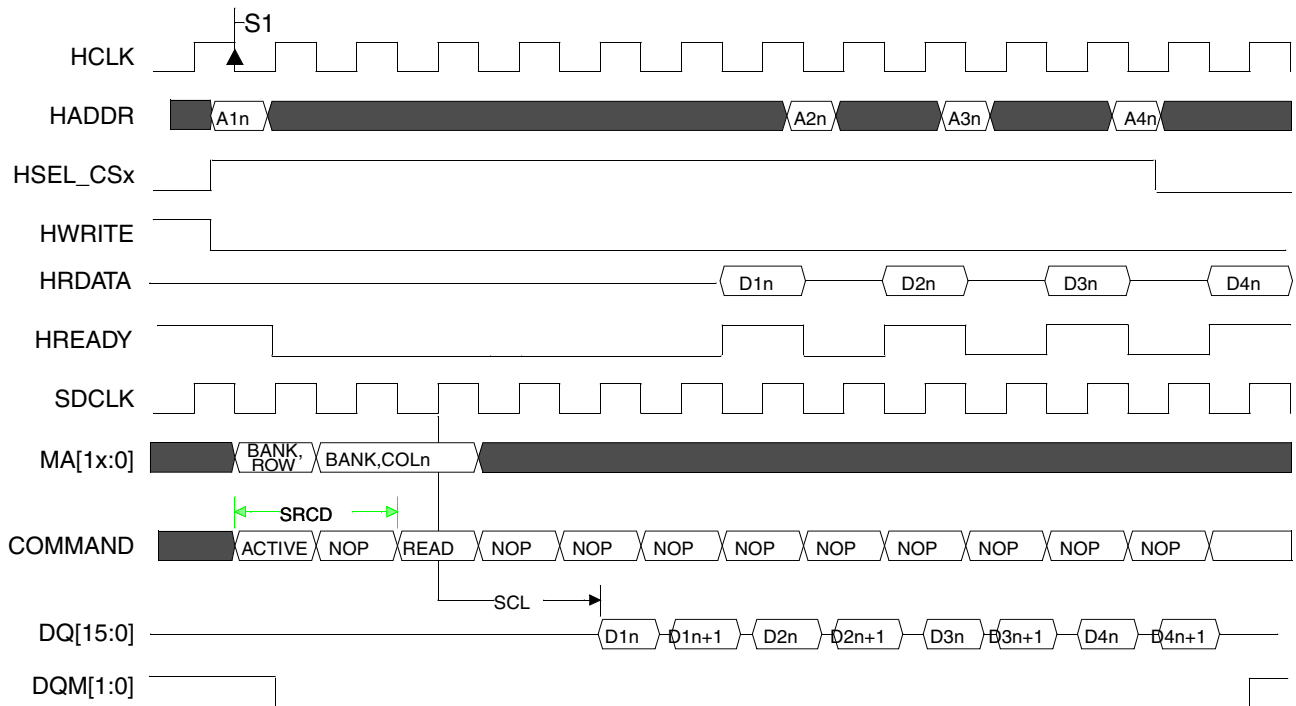 S1
HCLK
HADDR A1n A2n A3n A4n
HSEL_CSx
HWRITE
HRDATA D1n D2n D3n D4n
HREADY
SDCLK
MA[1x:0] BANK, ROW BANK,COLn
SRCD
COMMAND ACTIVE NOP READ NOP NOP NOP NOP NOP NOP NOP NOP NOP
SCL
DQ[15:0] D1n D1n+1 D2n D2n+1 D3n D3n+1 D4n D4n+1
DQM[1:0]